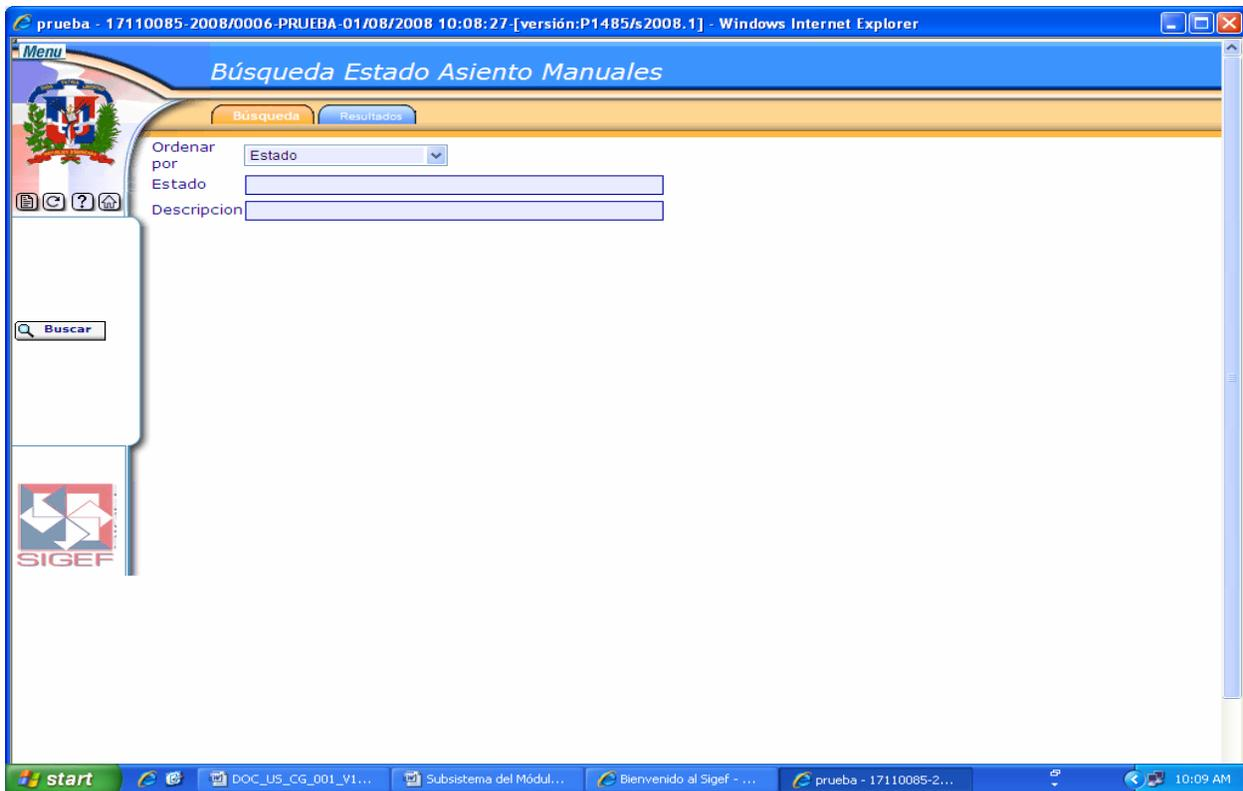 prueba - 17110085-2008/0006-PRUEBA-01/08/2008 10:08:27-[versión:P1485/s2008.1] - Windows Internet Explorer
Menu
Búsqueda Estado Asiento Manuales
Búsqueda Resultados
Ordenar por Estado
Estado
Descripcion
Buscar
SIGEF
start DOC_US_CG_001_V1... Subsistema del Módul... Bienvenido al Sigef - ... prueba - 17110085-2... 10:09 AM